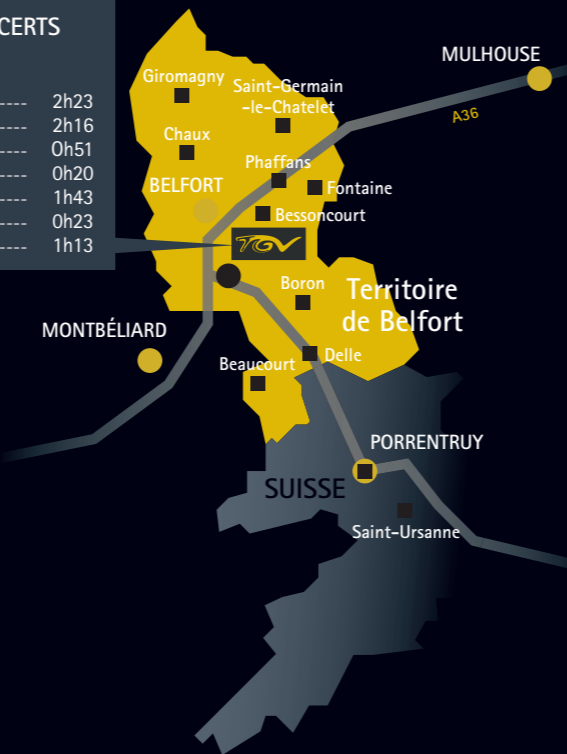 CERTS
---- 2h23
---- 2h16
---- 0h51
---- 0h20
---- 1h43
---- 0h23
---- 1h13
MULHOUSE
A36
Giromagny
Saint-Germain
-le-Chatelet
Chaux
Phaffans
BELFORT
Fontaine
Bessoncourt
TGV
Boron
Territoire
de Belfort
MONTBÉLIARD
Delle
Beaucourt
PORRENTRUY
SUISSE
Saint-Ursanne